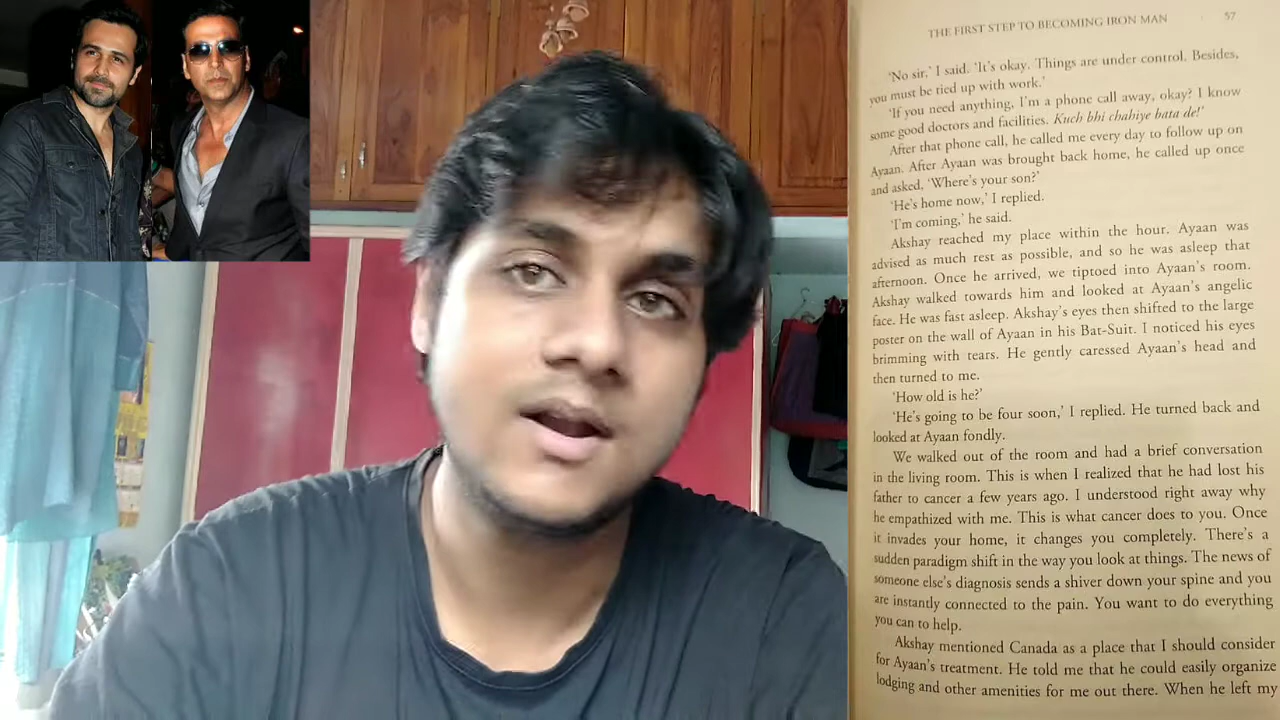 THE FIRST STEP TO BECOMING IRON MAN 57
'No sir,' I said. 'It's okay. Things are under control. Besides,
you must be tied up with work.'
'If you need anything, I'm a phone call away, okay? I know
some good doctors and facilities. Kuch bhi chahiye bata de!'
After that phone call, he called me every day to follow up on
Ayaan. After Ayaan was brought back home, he called up once
and asked, 'Where's your son?'
'He's home now,' I replied.
'I'm coming,' he said.
Akshay reached my place within the hour. Ayaan was
advised as much rest as possible, and so he was asleep that
afternoon. Once he arrived, we tiptoed into Ayaan's room.
Akshay walked towards him and looked at Ayaan's angelic
face. He was fast asleep. Akshay's eyes then shifted to the large
poster on the wall of Ayaan in his Bat-Suit. I noticed his eyes
brimming with tears. He gently caressed Ayaan's head and
then turned to me.
'How old is he?'
'He's going to be four soon,' I replied. He turned back and
looked at Ayaan fondly.
We walked out of the room and had a brief conversation
in the living room. This is when I realized that he had lost his
father to cancer a few years ago. I understood right away why
he empathized with me. This is what cancer does to you. Once
it invades your home, it changes you completely. There's a
sudden paradigm shift in the way you look at things. The news of
someone else's diagnosis sends a shiver down your spine and you
are instantly connected to the pain. You want to do everything
you can to help.
Akshay mentioned Canada as a place that I should consider
for Ayaan's treatment. He told me that he could easily organize
lodging and other amenities for me out there. When he left my